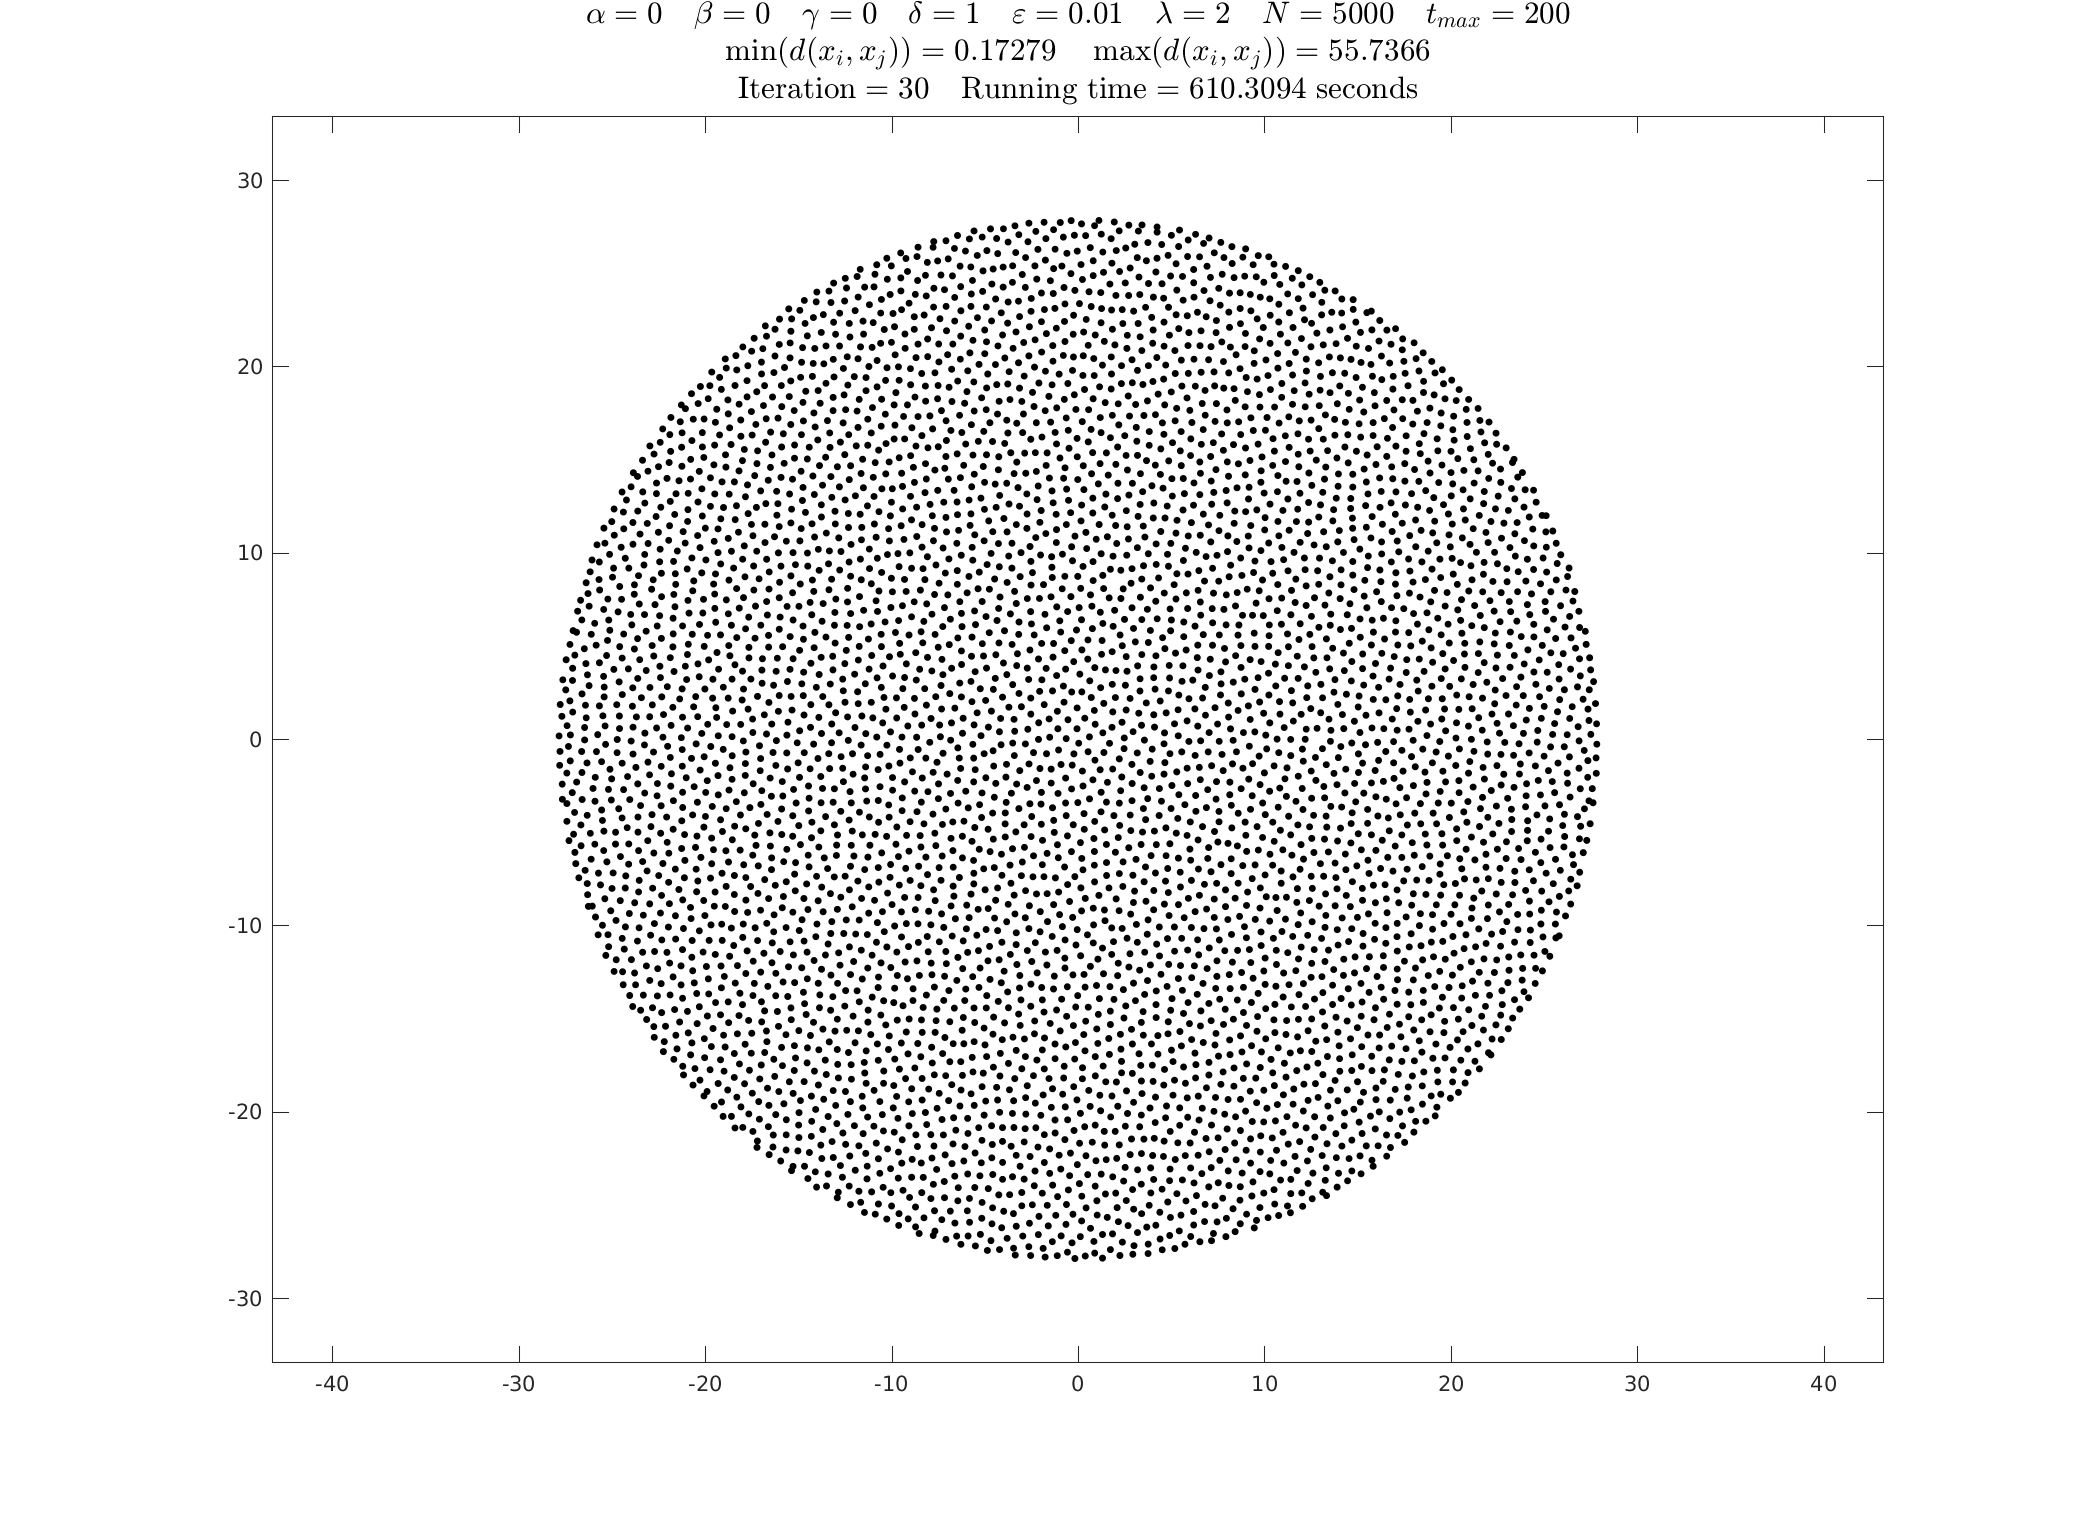 α = 0 β = 0 γ = 0 δ = 1 ε = 0.01 λ = 2 N = 5000 t_max = 200
min(d(x_i, x_j)) = 0.17279 max(d(x_i, x_j)) = 55.7366
Iteration = 30 Running time = 610.3094 seconds
30
20
10
0
-10
-20
-30
-40 -30 -20 -10 0 10 20 30 40